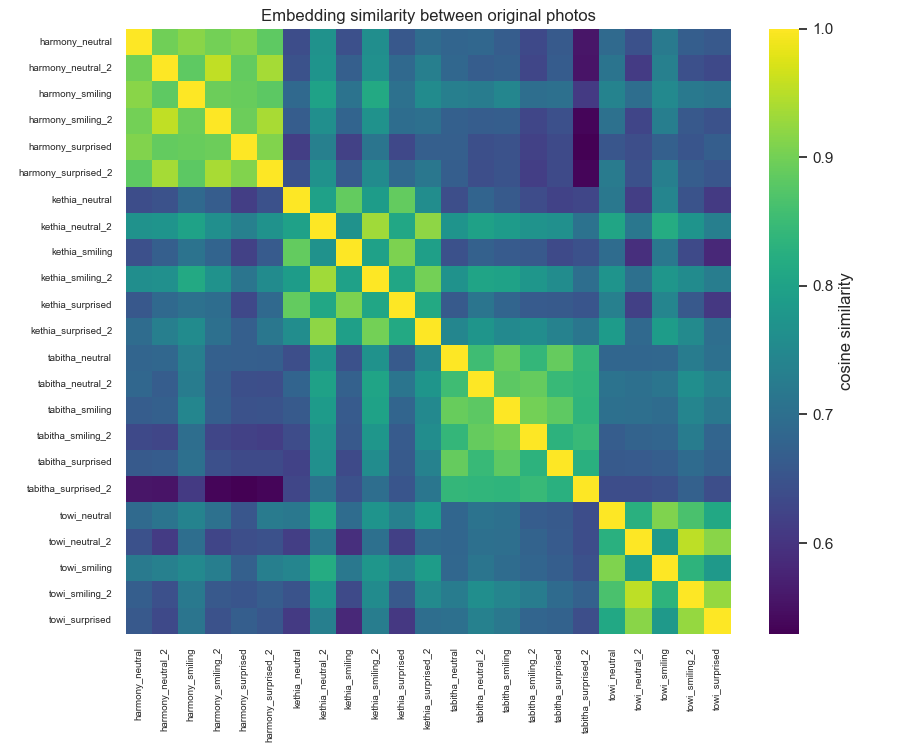 Embedding similarity between original photos
harmony_neutral
harmony_neutral_2
harmony_smiling
harmony_smiling_2
harmony_surprised
harmony_surprised_2
kethia_neutral
kethia_neutral_2
kethia_smiling
kethia_smiling_2
kethia_surprised
kethia_surprised_2
tabitha_neutral
tabitha_neutral_2
tabitha_smiling
tabitha_smiling_2
tabitha_surprised
tabitha_surprised_2
towi_neutral
towi_neutral_2
towi_smiling
towi_smiling_2
towi_surprised
harmony_neutral
harmony_neutral_2
harmony_smiling
harmony_smiling_2
harmony_surprised
harmony_surprised_2
kethia_neutral
kethia_neutral_2
kethia_smiling
kethia_smiling_2
kethia_surprised
kethia_surprised_2
tabitha_neutral
tabitha_neutral_2
tabitha_smiling
tabitha_smiling_2
tabitha_surprised
tabitha_surprised_2
towi_neutral
towi_neutral_2
towi_smiling
towi_smiling_2
towi_surprised
1.0
0.9
0.8
0.7
0.6
cosine similarity